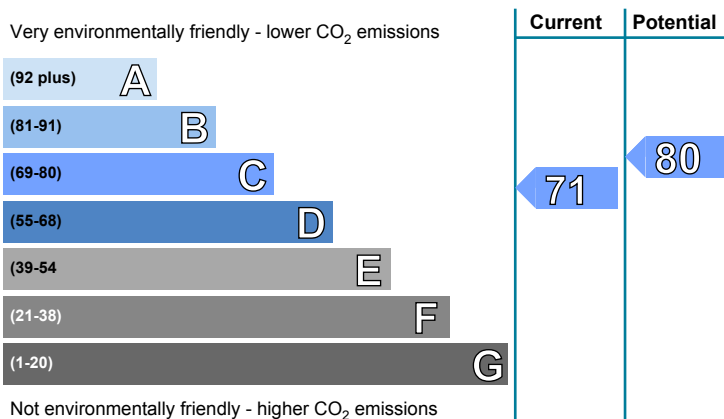 Current Potential
Very environmentally friendly - lower CO2 emissions
(92 plus) A
(81-91) B
(69-80) C
80
71
(55-68) D
(39-54 E
(21-38) F
(1-20) G
Not environmentally friendly - higher CO2 emissions